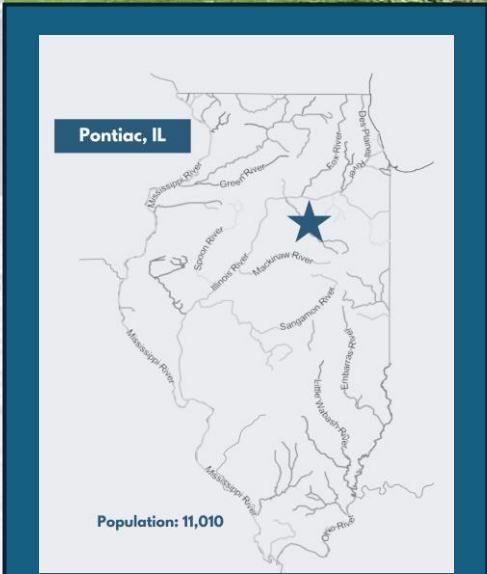 Pontiac, IL
Des Plaines River
Fox River
Mississippi River
Green River
Spoon River
Illinois River
Mackinaw River
Sangamon River
Mississippi River
Embarras River
Little Wabash River
Mississippi River
Ohio River
Population: 11,010